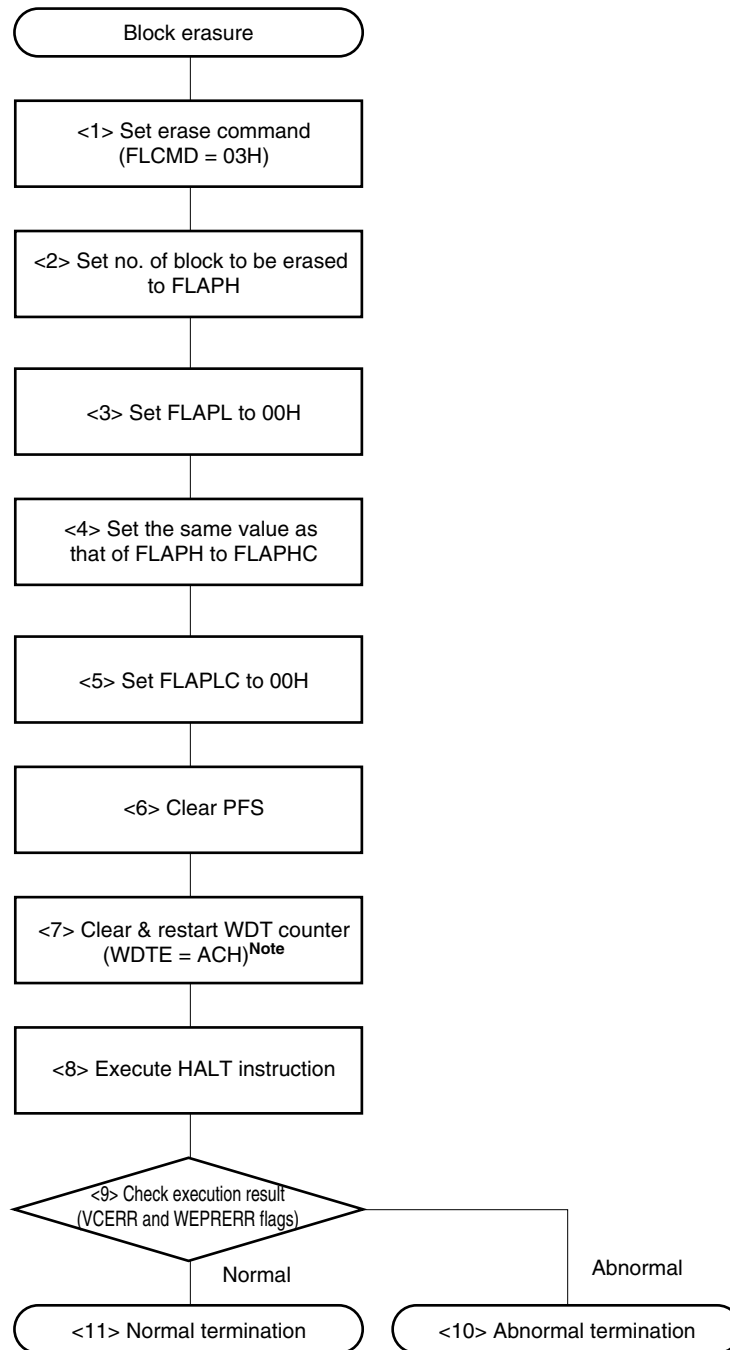 Block erasure
<1> Set erase command
(FLCMD = 03H)
<2> Set no. of block to be erased
to FLAPH
<3> Set FLAPL to 00H
<4> Set the same value as
that of FLAPH to FLAPHC
<5> Set FLAPLC to 00H
<6> Clear PFS
<7> Clear & restart WDT counter
(WDTE = ACH)Note
<8> Execute HALT instruction
<9> Check execution result
(VCERR and WEPRERR flags)
Normal
Abnormal
<11> Normal termination
<10> Abnormal termination